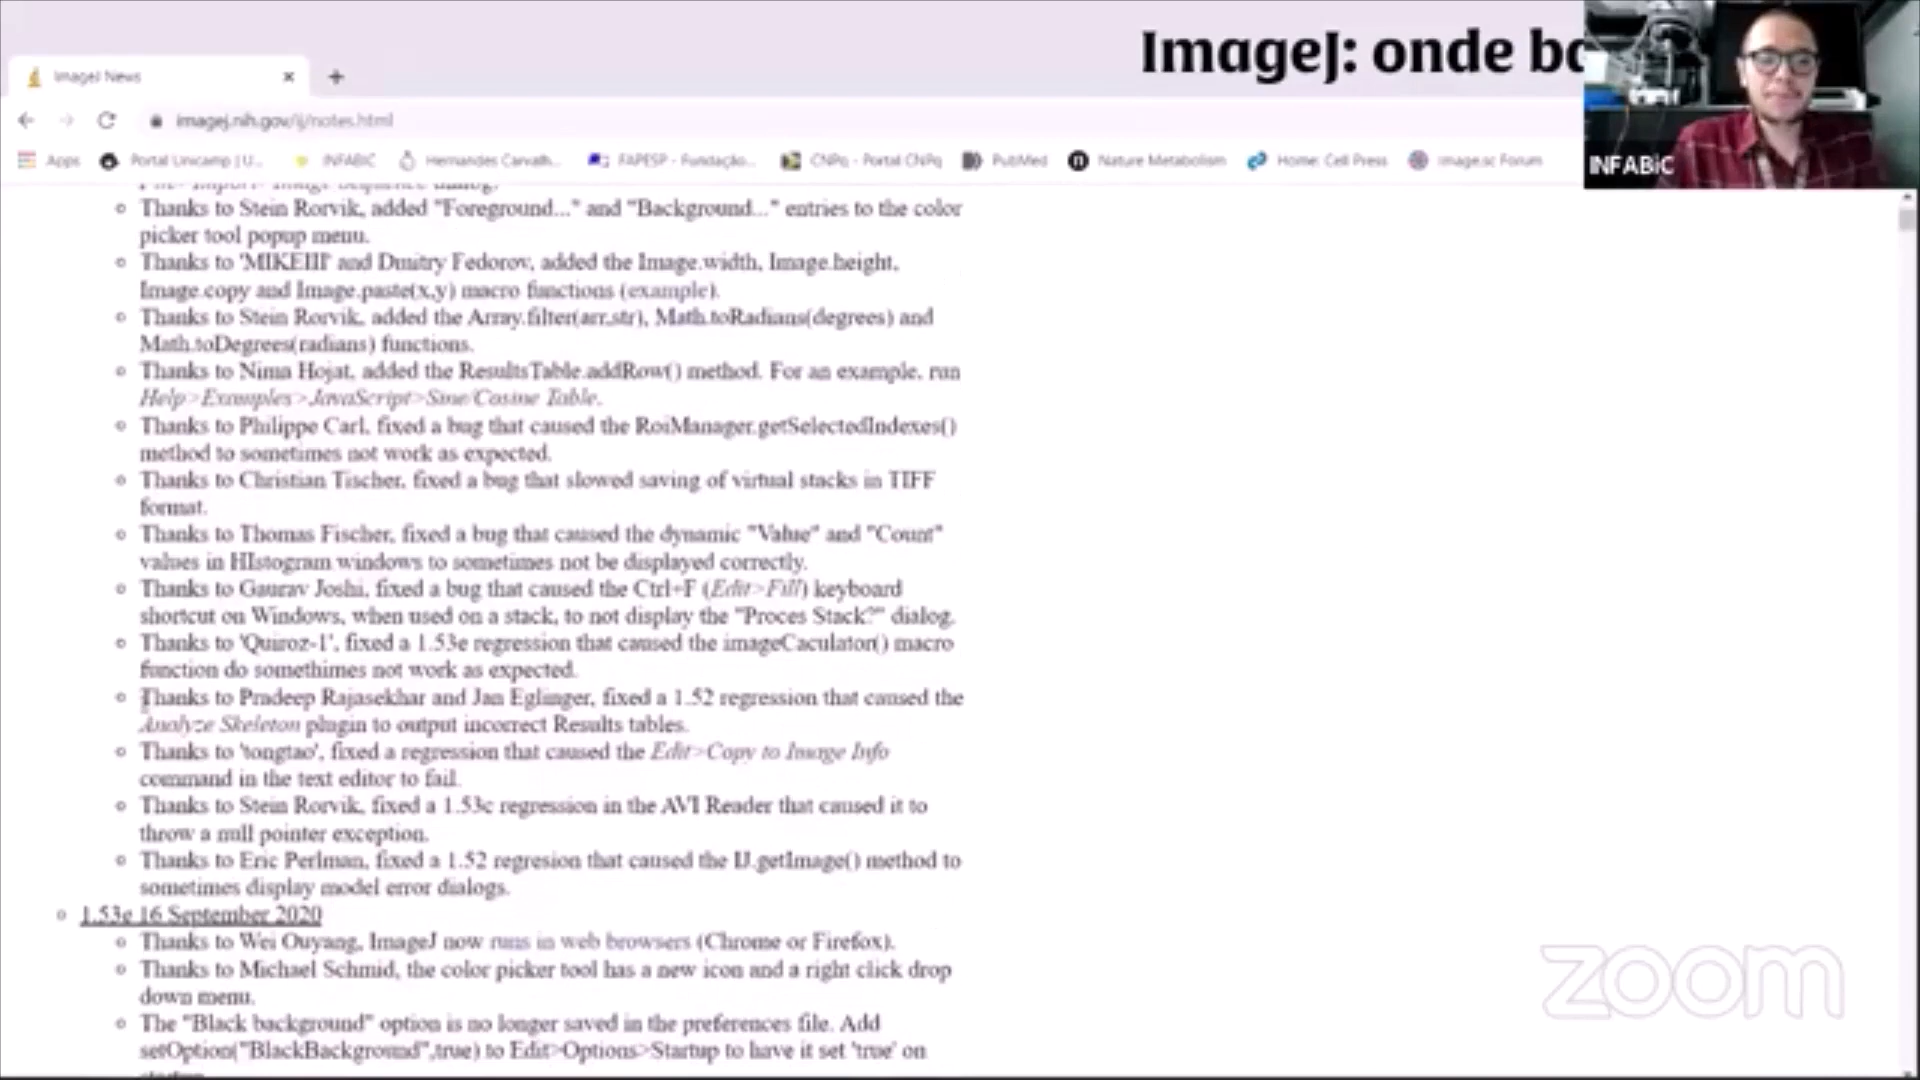 ImageJ: onde ba
ImageJ News
imagej.nih.gov/ij/notes.html
Apps
Portal Unicamp | U...
INFABIC
Hernandes Carvalh...
FAPESP - Fundação...
CNPq - Portal CNPq
PubMed
Nature Metabolism
Home: Cell Press
Image.sc Forum
INFABiC
File>Import>Image Sequence dialog.
Thanks to Stein Rorvik, added "Foreground..." and "Background..." entries to the color
picker tool popup menu.
Thanks to 'MIKEIII' and Dmitry Fedorov, added the Image.width, Image.height,
Image.copy and Image.paste(x,y) macro functions (example).
Thanks to Stein Rorvik, added the Array.filter(arr,str), Math.toRadians(degrees) and
Math.toDegrees(radians) functions.
Thanks to Nima Hojat, added the ResultsTable.addRow() method. For an example, run
Help>Examples>JavaScript>Sine/Cosine Table.
Thanks to Philippe Carl, fixed a bug that caused the RoiManager.getSelectedIndexes()
method to sometimes not work as expected.
Thanks to Christian Tischer, fixed a bug that slowed saving of virtual stacks in TIFF
format.
Thanks to Thomas Fischer, fixed a bug that caused the dynamic "Value" and "Count"
values in HIstogram windows to sometimes not be displayed correctly.
Thanks to Gaurav Joshi, fixed a bug that caused the Ctrl+F (Edit>Fill) keyboard
shortcut on Windows, when used on a stack, to not display the "Proces Stack?" dialog.
Thanks to 'Quiroz-1', fixed a 1.53e regression that caused the imageCaculator() macro
function do somethimes not work as expected.
Thanks to Pradeep Rajasekhar and Jan Eglinger, fixed a 1.52 regression that caused the
Analyze Skeleton plugin to output incorrect Results tables.
Thanks to 'tongtao', fixed a regression that caused the Edit>Copy to Image Info
command in the text editor to fail.
Thanks to Stein Rorvik, fixed a 1.53c regression in the AVI Reader that caused it to
throw a null pointer exception.
Thanks to Eric Perlman, fixed a 1.52 regresion that caused the IJ.getImage() method to
sometimes display model error dialogs.
1.53e 16 September 2020
Thanks to Wei Ouyang, ImageJ now runs in web browsers (Chrome or Firefox).
Thanks to Michael Schmid, the color picker tool has a new icon and a right click drop
down menu.
The "Black background" option is no longer saved in the preferences file. Add
setOption("BlackBackground",true) to Edit>Options>Startup to have it set 'true' on
zoom